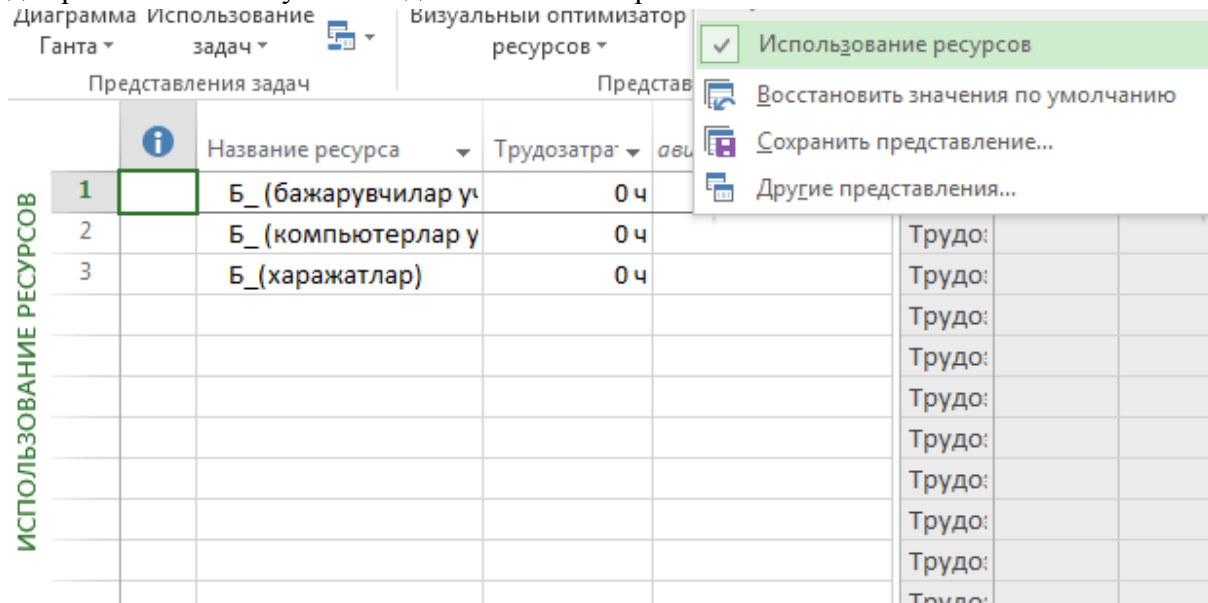 Диаграмма Использование
Визуальный оптимизатор
Ганта
задач
ресурсов
Использование ресурсов
Представления задач
Восстановить значения по умолчанию
Сохранить представление...
Другие представления...
Название ресурса
1
Б_ (бажарувчилар
0 ч
2
Б_ (компьютерлар у
0 ч
3
Б_(харажатлар)
0 ч
ИСПОЛЬЗОВАНИЕ РЕСУРСОВ